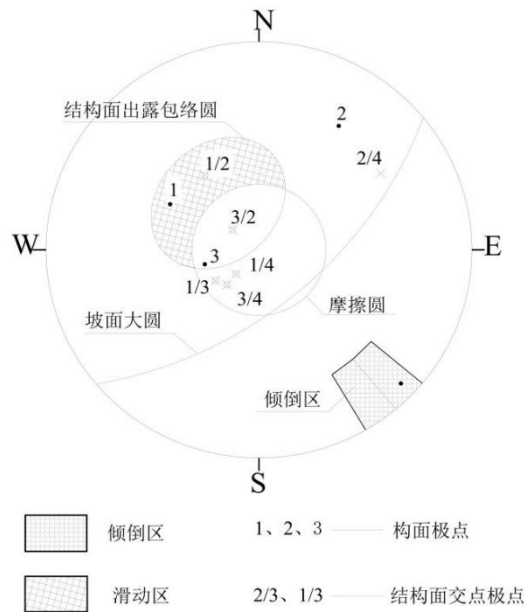 N
2
结构面出露包络圆
2/4
1/2
1
3/2
W
E
3
1/4
1/3
3/4
坡面大圆
摩擦圆
倾倒区
S
倾倒区
1、2、3 构面极点
滑动区
2/3、1/3 结构面交点极点